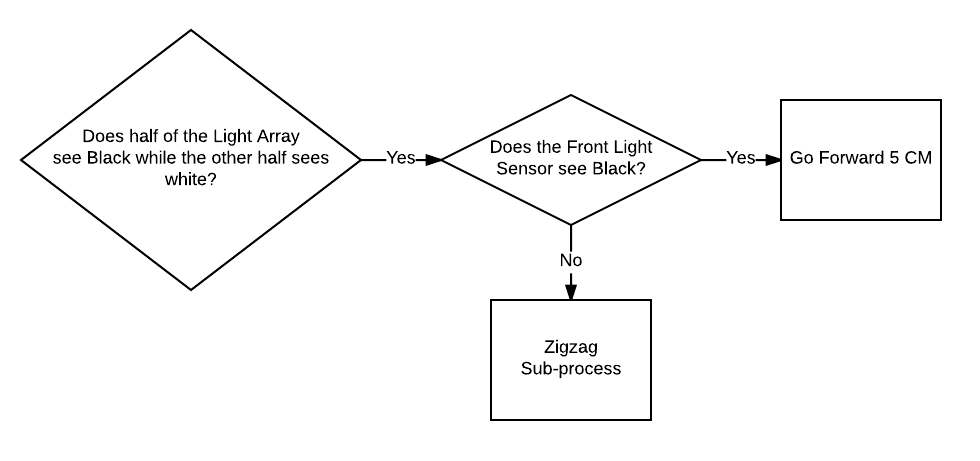 Does half of the Light Array
see Black while the other half sees
white?
Yes
Does the Front Light
Sensor see Black?
Yes
Go Forward 5 CM
No
Zigzag
Sub-process